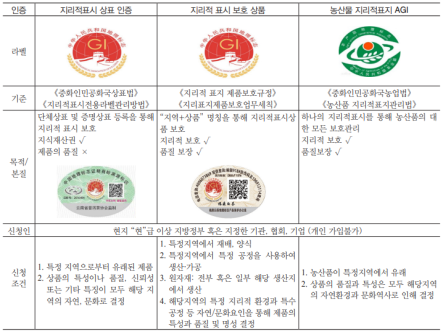 인증
지리적표시 상표 인증
지리적 표시 보호 상품
농산물 지리적표지 AGI
라벨
GI
GI
기준
《중화인민공화국상표법》
《지리적표시전용라벨관리방법》
《지리적 표시 제품보호규정》
《지리표지제품보호업무세칙》
《중화인민공화국농업법》
《농산품 지리적표지관리법》
목적/
본질
단체상표 및 증명상표 등록을 통해
지리적 표시 보호
지식재산권 √
제품의 품질 ×
"지역+상품" 명칭을 통해 지리적표시상
품 보호
지리적 보호 √
품질 보장 √
하나의 지리적표시를 통해 농산품의 대
한 모든 보호관리
지리적 보호 √
품질보장 √
신청인
현지 "현"급 이상 지방정부 혹은 지정한 기관, 협회, 기업 (개인 가입불가)
신청
조건
1. 특정 지역으로부터 유래된 제품
2. 상품의 특성이나 품질, 신뢰성
또는 기타 특징이 모두 해당 지
역의 자연, 문화로 결정
1. 특정지역에서 재배, 양식
2. 특정지역에서 특정 공정을 사용하여
생산·가공
3. 원자재: 전부 혹은 일부 해당 생산지
에서 생산
4. 해당지역의 특정 지리적 환경과 특수
공정 등 자연/문화요인을 통해 제품의
특성과 품질 및 명성 결정
1. 농산품이 특정지역에서 유래
2. 상품의 품질과 특성은 모두 해당지역
의 자연환경과 문화역사로 인해 결정